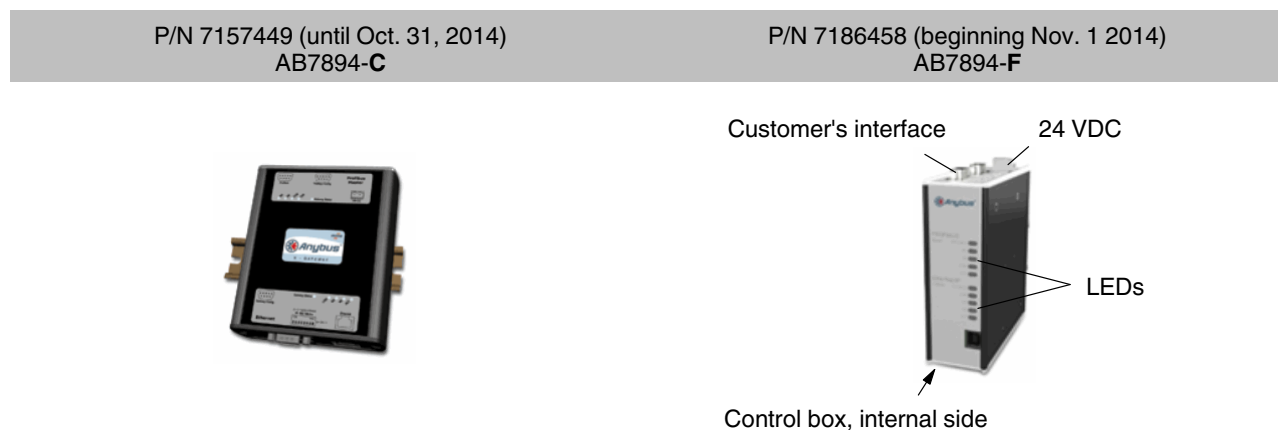 P/N 7157449 (until Oct. 31, 2014)
AB7894-C
P/N 7186458 (beginning Nov. 1 2014)
AB7894-F
Customer's interface
24 VDC
Anybus
Anybus
LEDs
Ethernet
Control box, internal side